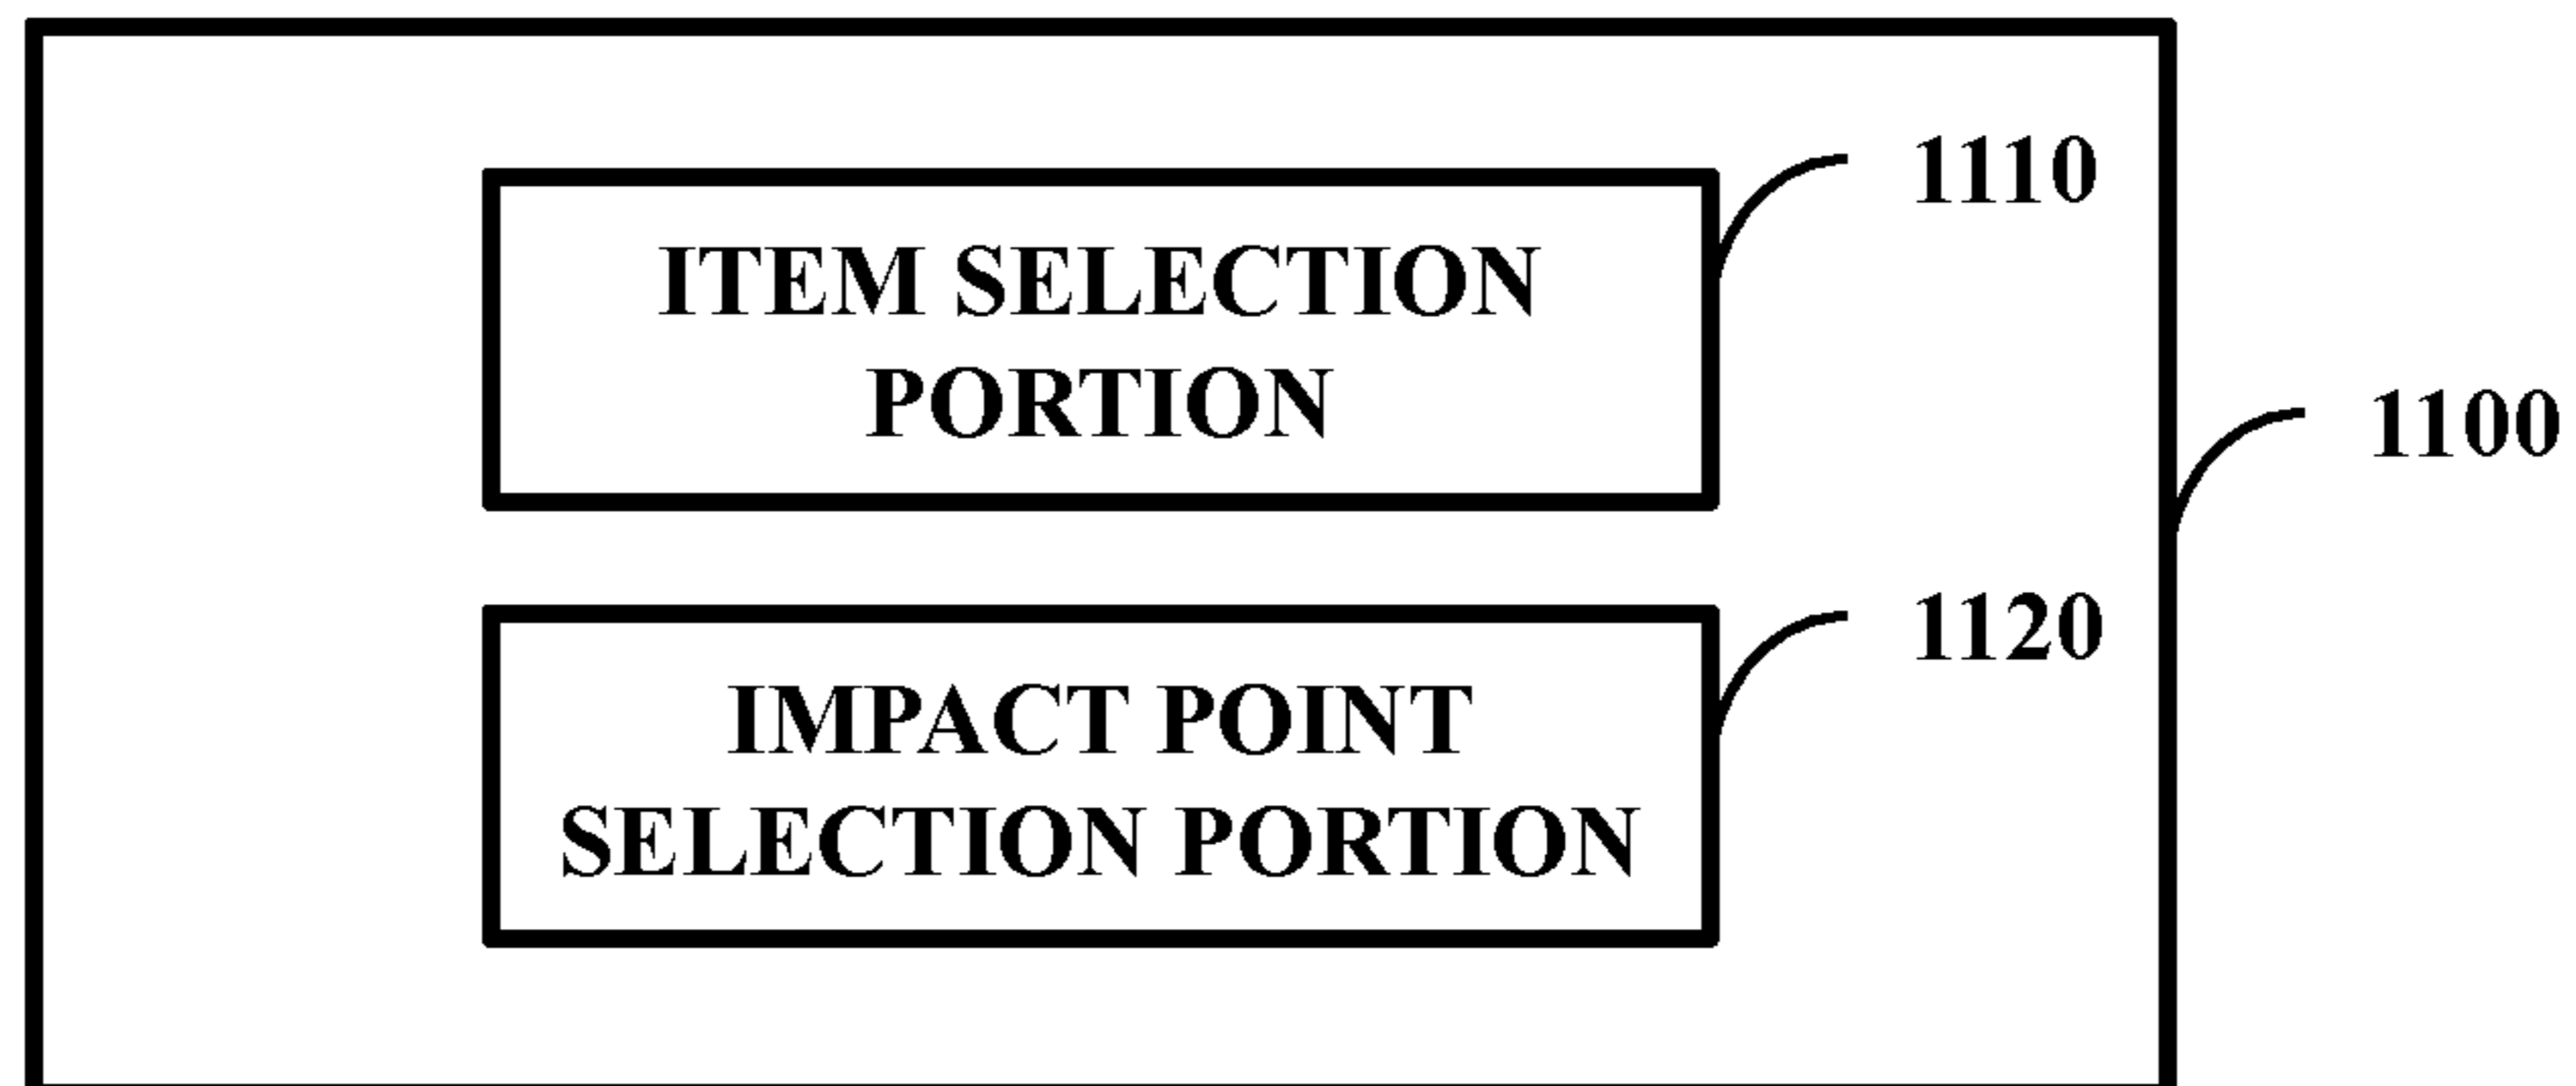 1110
ITEM SELECTION
PORTION
1100
1120
IMPACT POINT
SELECTION PORTION